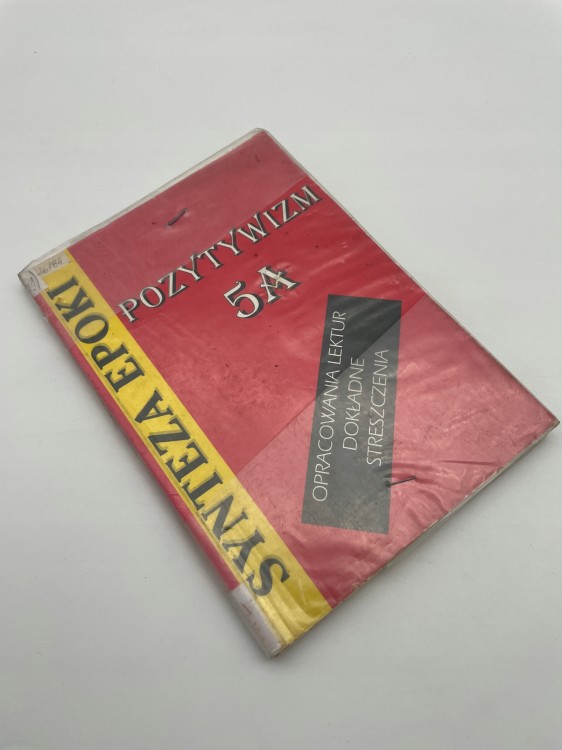 SYNTEZA EPOKI
POZYTYWIZM
5A
OPRACOWANIA LEKTUR
DOKŁADNE
STRESZCZENIA